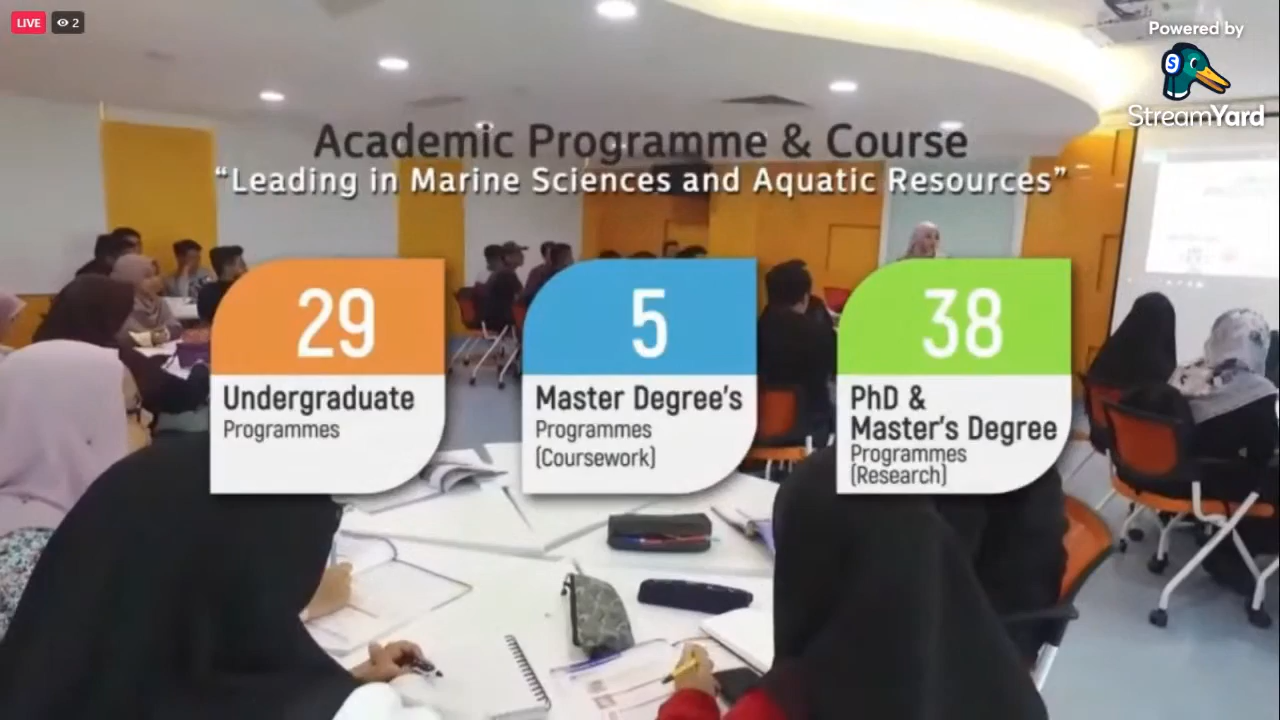 LIVE 2
Powered by
StreamYard
Academic Programme & Course
“Leading in Marine Sciences and Aquatic Resources”
29
Undergraduate
Programmes
5
Master Degree's
Programmes
(Coursework)
38
PhD &
Master's Degree
Programmes
(Research)